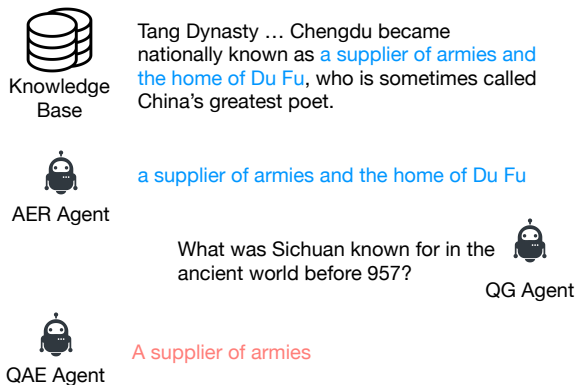 Tang Dynasty … Chengdu became
nationally known as a supplier of armies and
the home of Du Fu, who is sometimes called
China's greatest poet.
Knowledge
Base
a supplier of armies and the home of Du Fu
AER Agent
What was Sichuan known for in the
ancient world before 957?
QG Agent
A supplier of armies
QAE Agent